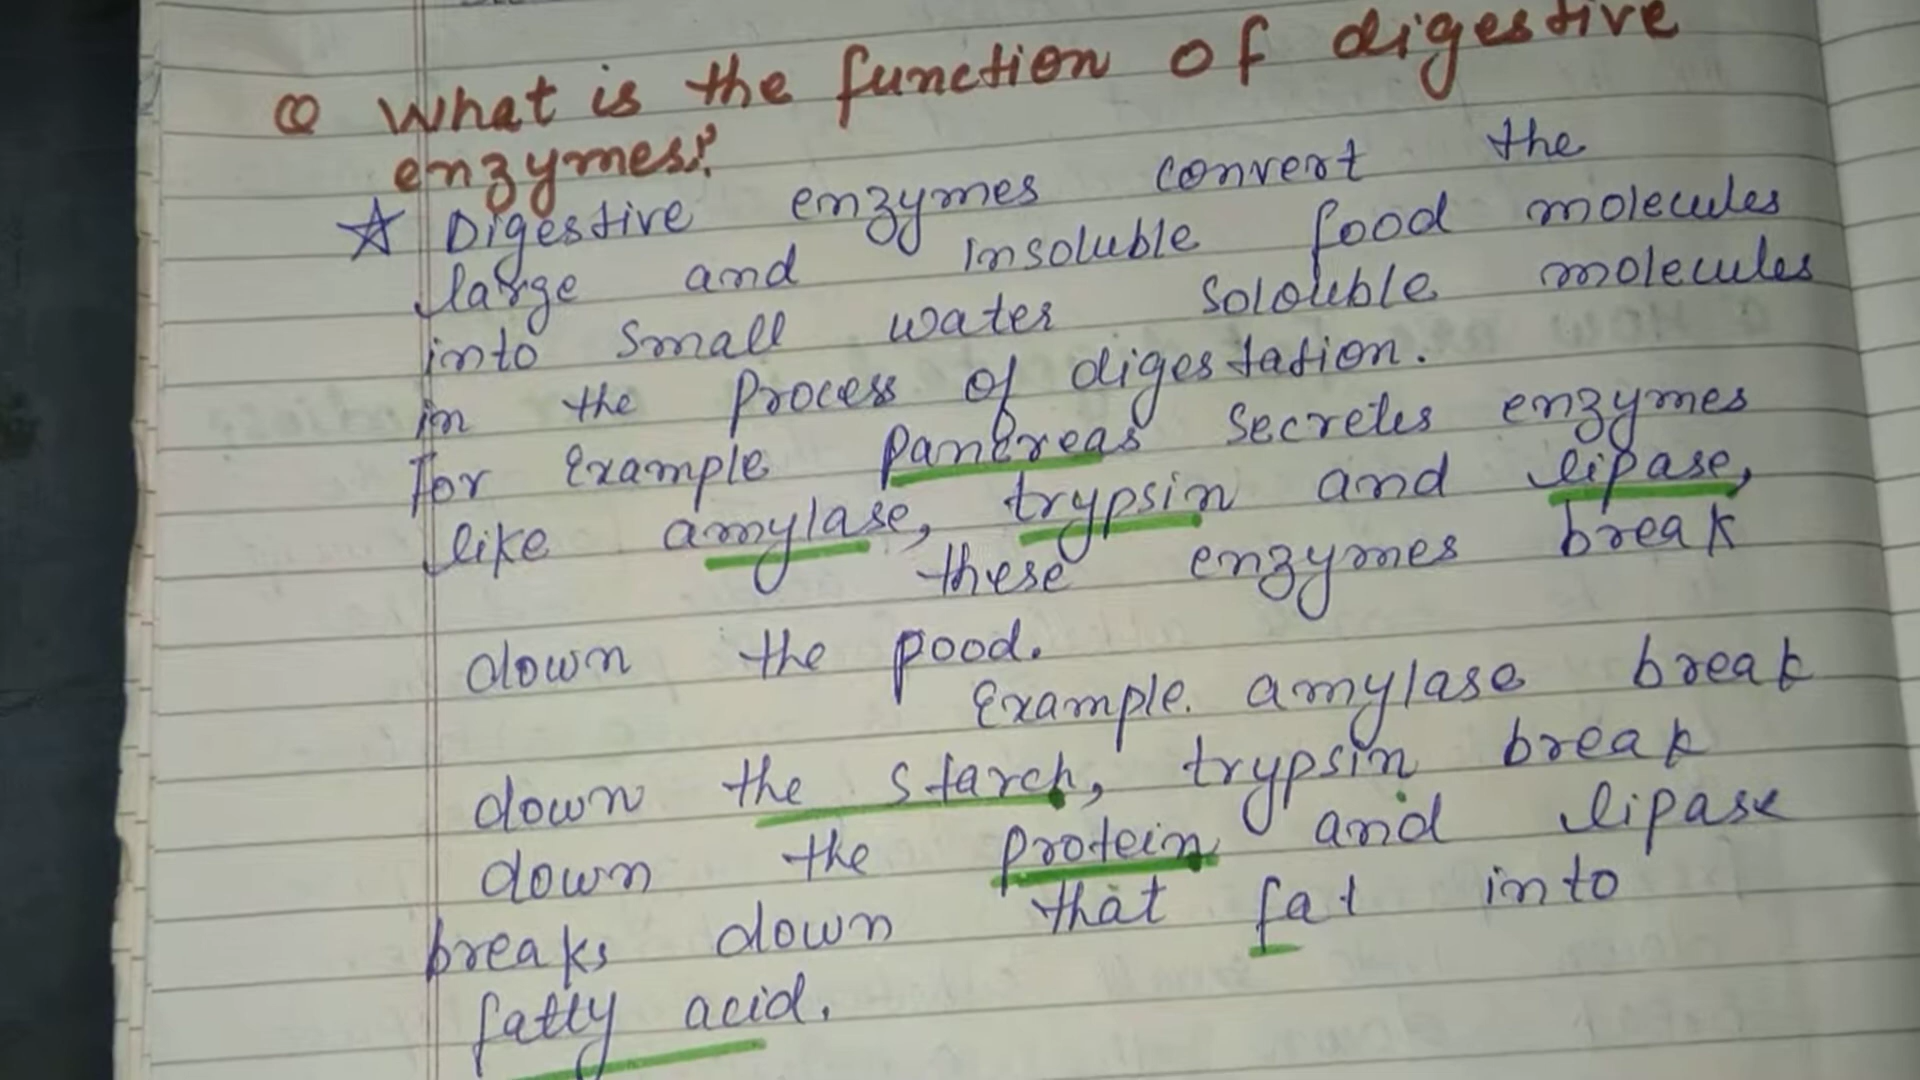 Q What is the function of digestive
enzymes?
☆ Digestive enzymes convert the
large and insoluble food molecules
into small water solouble molecules
in the process of digestation.
For example pancreas secretes enzymes
like amylase, trypsin and lipase,
these enzymes break
down the pood.
Example. amylase break
down the starch, trypsin break
down the protein and lipase
breaks down that fat into
fatty acid.